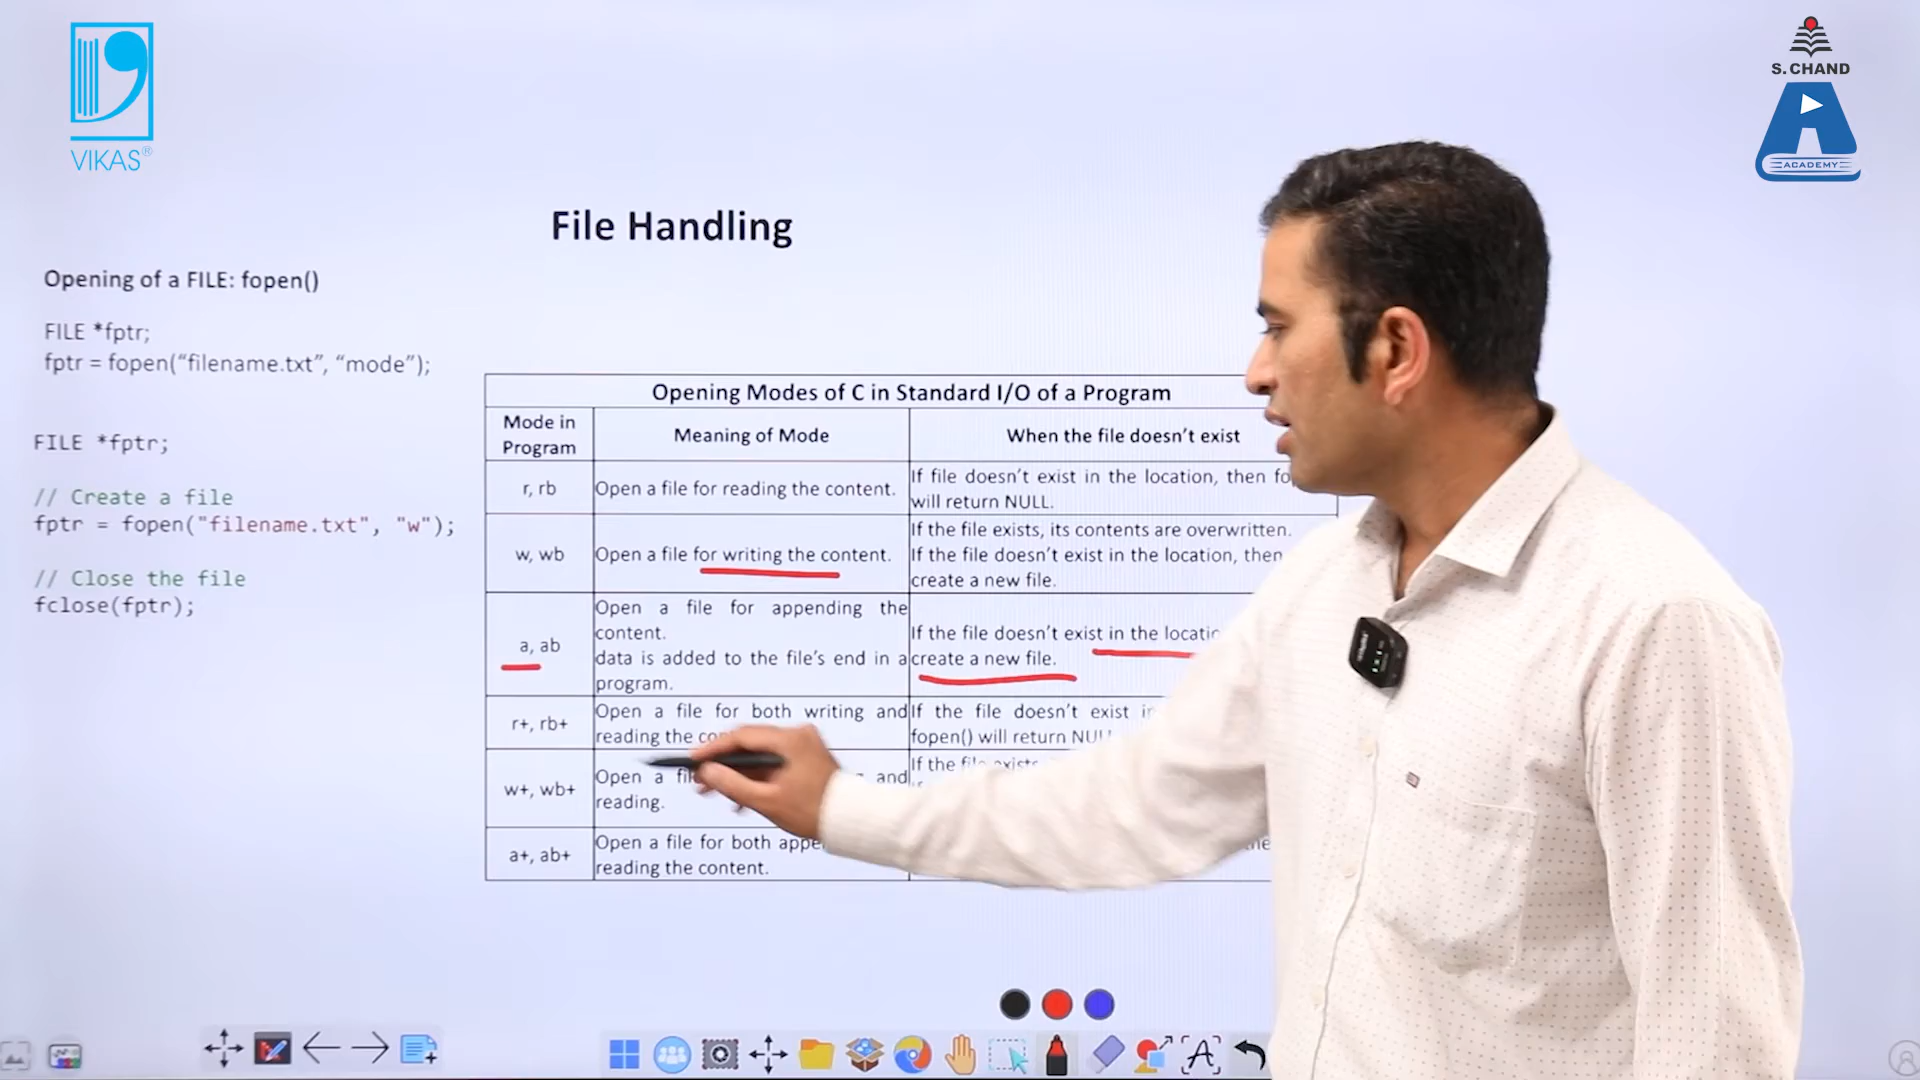 VIKAS®
S. CHAND
ACADEMY
File Handling
Opening of a FILE: fopen()
FILE *fptr;
fptr = fopen(“filename.txt”, “mode”);
FILE *fptr;
// Create a file
fptr = fopen("filename.txt", "w");
// Close the file
fclose(fptr);
Opening Modes of C in Standard I/O of a Program
Mode in
Program
Meaning of Mode
When the file doesn’t exist
r, rb
Open a file for reading the content.
If file doesn’t exist in the location, then
will return NULL.
w, wb
Open a file for writing the content.
If the file exists, its contents are overwritten.
If the file doesn’t exist in the location, then
create a new file.
a, ab
Open a file for appending the
content.
data is added to the file’s end in a
program.
If the file doesn’t exist in the
create a new file.
r+, rb+
Open a file for both writing and
reading the
If the file doesn’t exist
fopen() will return
w+, wb+
Open a and
reading.
If the
a+, ab+
Open a file for both
reading the content.